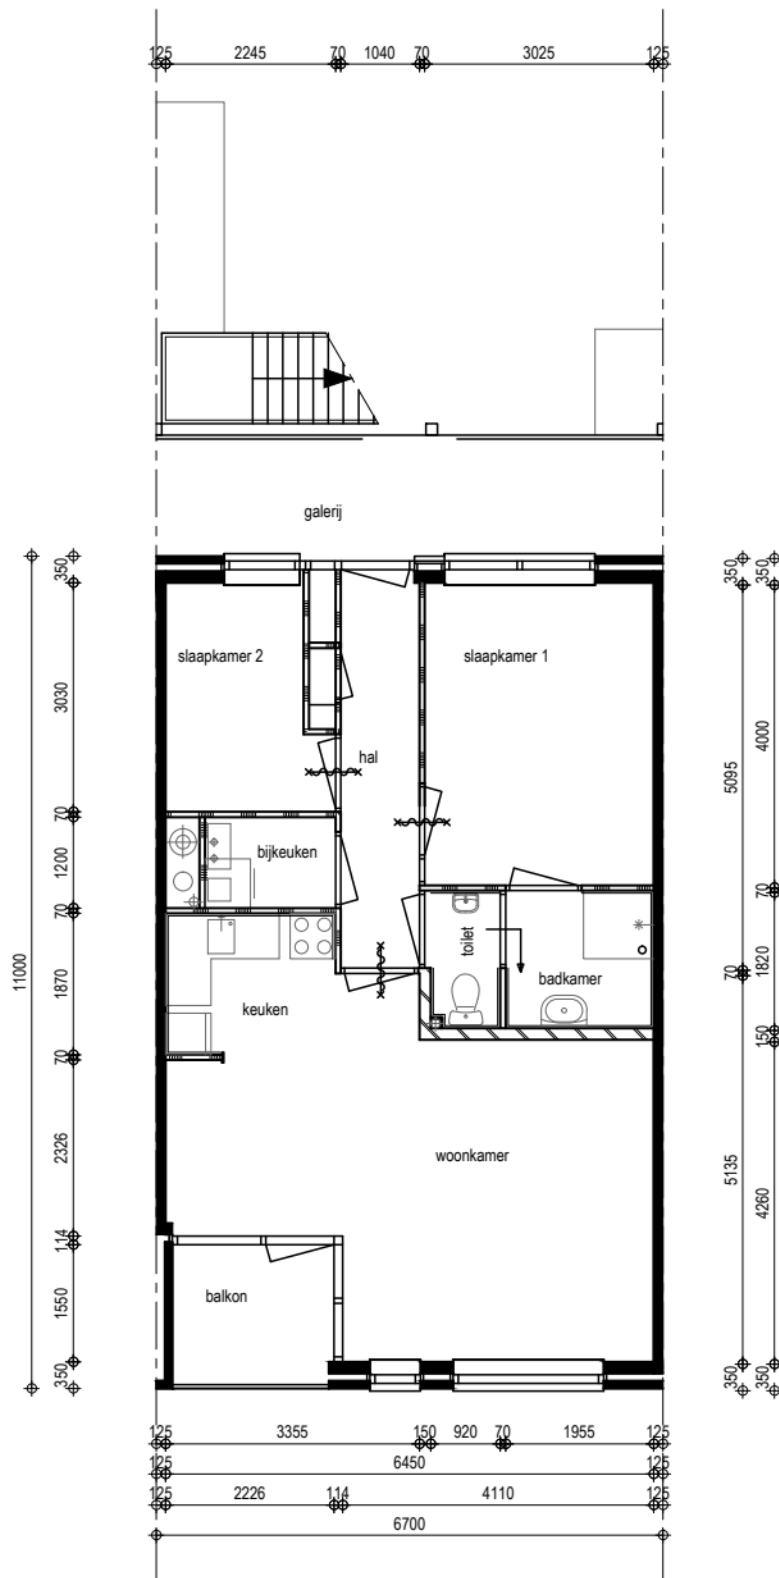 125 2245 70 1040 70 3025 125
galerij
slaapkamer 2
slaapkamer 1
hal
bijkeuken
toilet
badkamer
keuken
woonkamer
balkon
11000
350
3030
70
1200
70
1870
70
2326
114
1550
350
350
5095
70
5135
350
350
4000
70
1820
150
4260
350
125 3355 150 920 70 1955 125
125 6450 125
125 2226 114 4110 125
6700